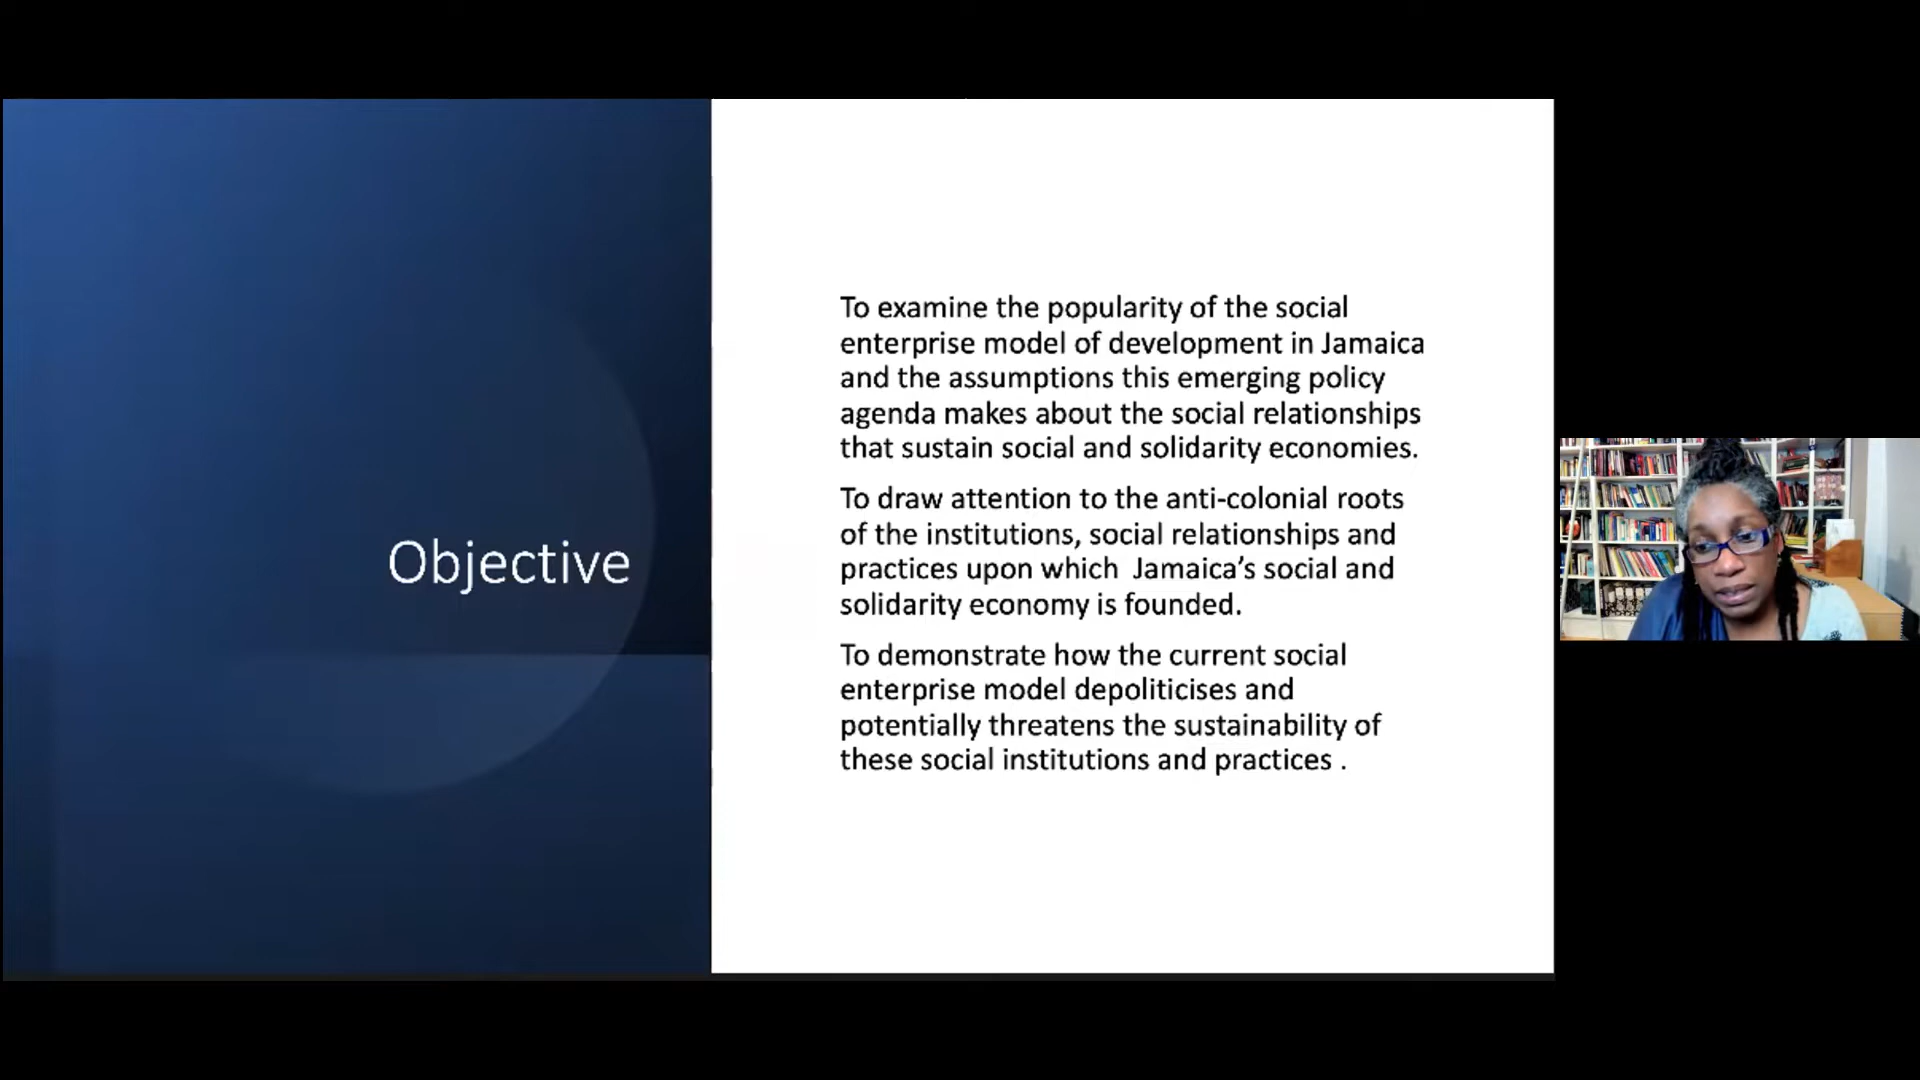 Objective
To examine the popularity of the social
enterprise model of development in Jamaica
and the assumptions this emerging policy
agenda makes about the social relationships
that sustain social and solidarity economies.
To draw attention to the anti-colonial roots
of the institutions, social relationships and
practices upon which Jamaica’s social and
solidarity economy is founded.
To demonstrate how the current social
enterprise model depoliticises and
potentially threatens the sustainability of
these social institutions and practices .